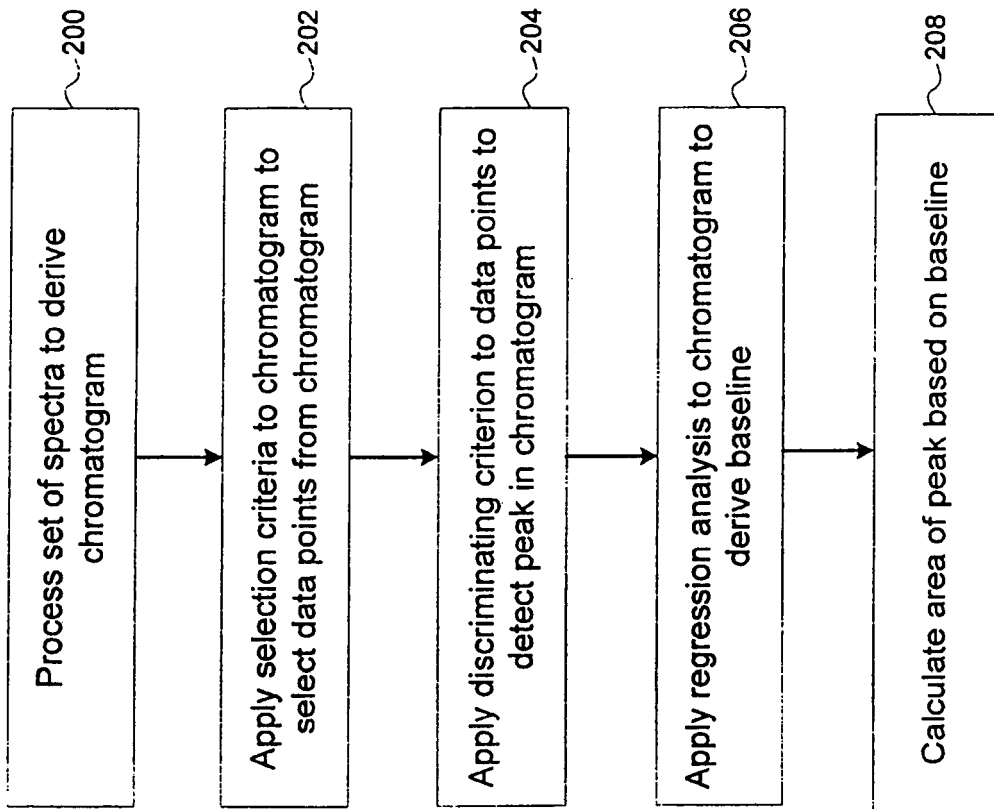 Process set of spectra to derive
chromatogram
200
Apply selection criteria to chromatogram to
select data points from chromatogram
202
Apply discriminating criterion to data points to
detect peak in chromatogram
204
Apply regression analysis to chromatogram to
derive baseline
206
Calculate area of peak based on baseline
208